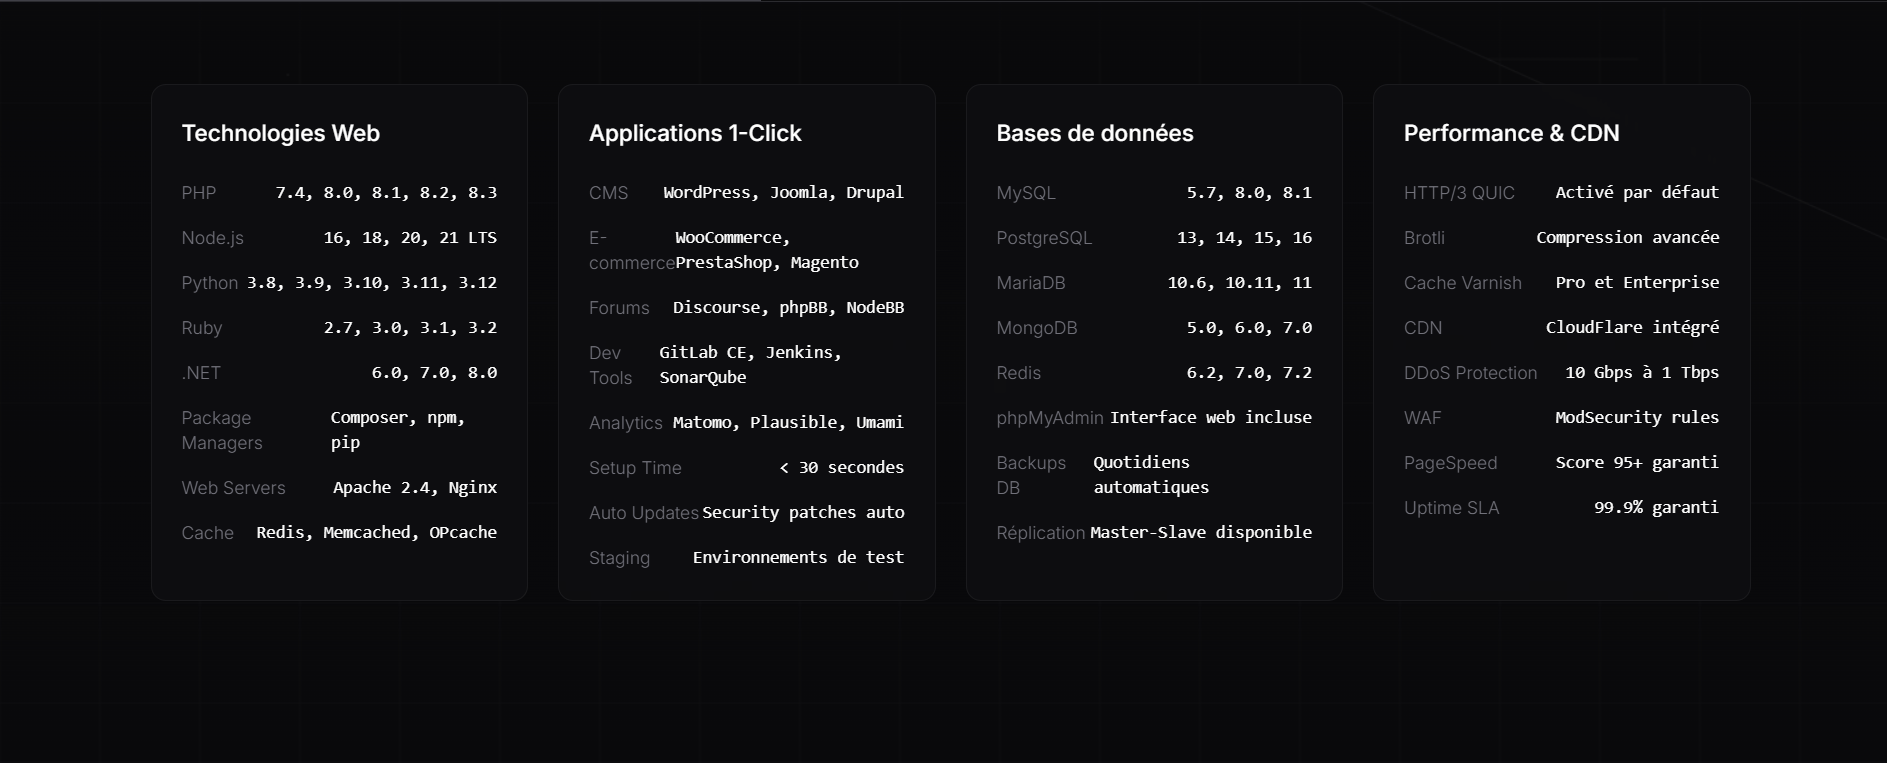 Technologies Web
PHP 7.4, 8.0, 8.1, 8.2, 8.3
Node.js 16, 18, 20, 21 LTS
Python 3.8, 3.9, 3.10, 3.11, 3.12
Ruby 2.7, 3.0, 3.1, 3.2
.NET 6.0, 7.0, 8.0
Package Composer, npm,
Managers pip
Web Servers Apache 2.4, Nginx
Cache Redis, Memcached, OPcache
Applications 1-Click
CMS WordPress, Joomla, Drupal
E- WooCommerce,
commerce PrestaShop, Magento
Forums Discourse, phpBB, NodeBB
Dev GitLab CE, Jenkins,
Tools SonarQube
Analytics Matomo, Plausible, Umami
Setup Time < 30 secondes
Auto Updates Security patches auto
Staging Environnements de test
Bases de données
MySQL 5.7, 8.0, 8.1
PostgreSQL 13, 14, 15, 16
MariaDB 10.6, 10.11, 11
MongoDB 5.0, 6.0, 7.0
Redis 6.2, 7.0, 7.2
phpMyAdmin Interface web incluse
Backups Quotidiens
DB automatiques
Réplication Master-Slave disponible
Performance & CDN
HTTP/3 QUIC Activé par défaut
Brotli Compression avancée
Cache Varnish Pro et Enterprise
CDN CloudFlare intégré
DDoS Protection 10 Gbps à 1 Tbps
WAF ModSecurity rules
PageSpeed Score 95+ garanti
Uptime SLA 99.9% garanti